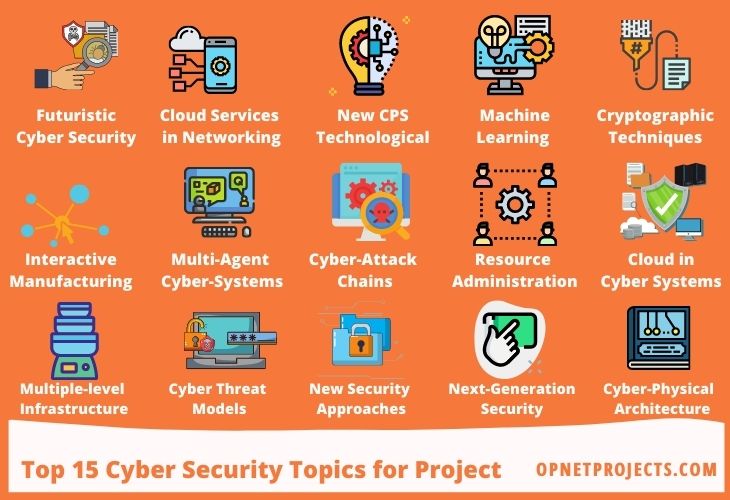 Futuristic
Cyber Security
Cloud Services
in Networking
New CPS
Technological
Machine
Learning
Cryptographic
Techniques
Interactive
Manufacturing
Multi-Agent
Cyber-Systems
Cyber-Attack
Chains
Resource
Administration
Cloud in
Cyber Systems
Multiple-level
Infrastructure
Cyber Threat
Models
New Security
Approaches
Next-Generation
Security
Cyber-Physical
Architecture
Top 15 Cyber Security Topics for Project
OPNETPROJECTS.COM